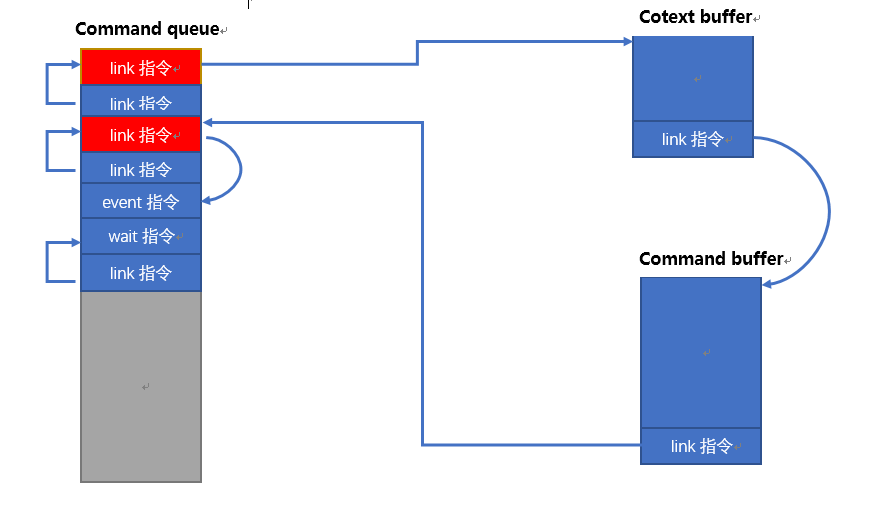 Command queue
link 指令
link 指令
link 指令
link 指令
event 指令
wait 指令
link 指令
Cotext buffer
link 指令
Command buffer
link 指令